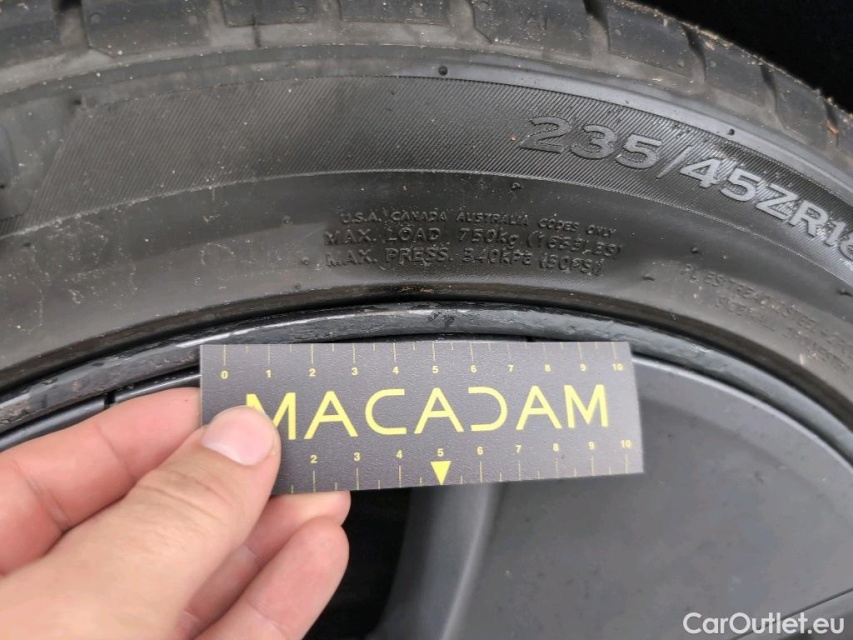 235/45ZR18
U.S.A. CANADA AUSTRALIA CODES ONLY
MAX. LOAD 750kg (1653LBS)
MAX. PRESS. 340KPa (50PSI)
0 1 2 3 4 5 6 7 8 9 10
MACADAM
2 3 4 5 6 7 8 9 10
CarOutlet.eu